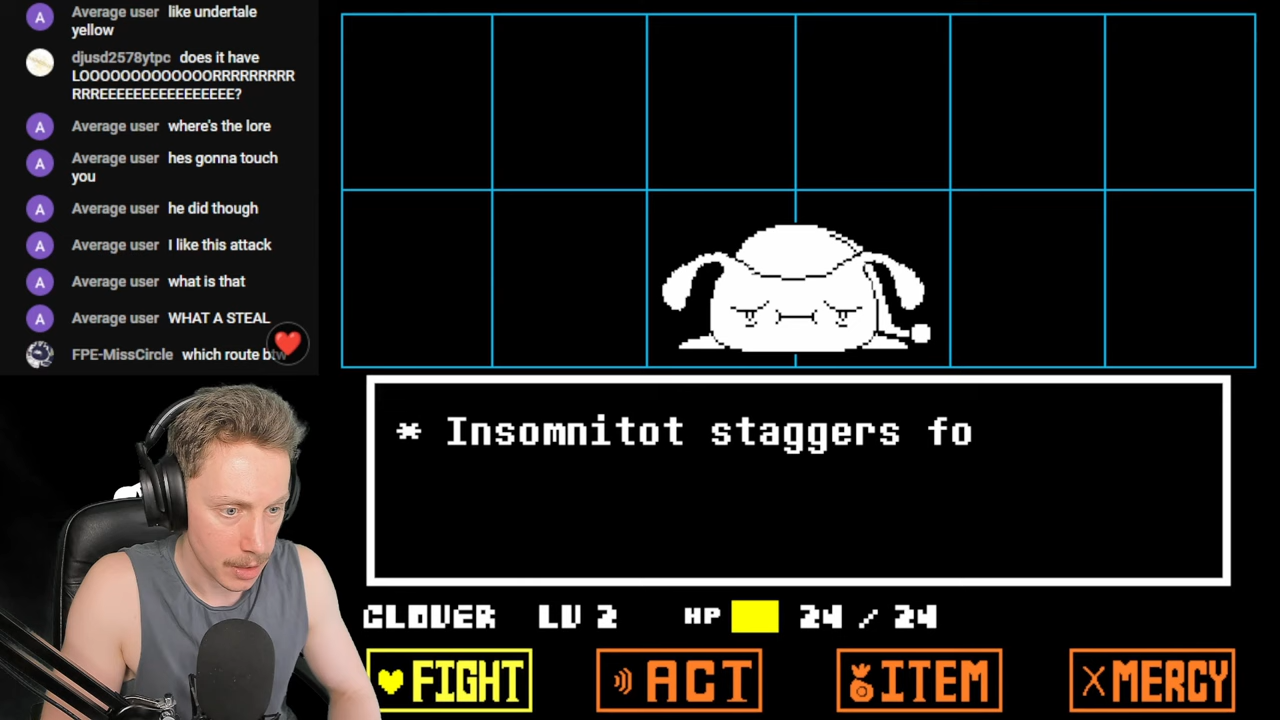 Average user like undertale
yellow
djusd2578ytpc does it have
LOOOOOOOOOOOOORRRRRRRRR
RRREEEEEEEEEEEEEEEE?
Average user where's the lore
Average user hes gonna touch
you
Average user he did though
Average user I like this attack
Average user what is that
Average user WHAT A STEAL
FPE-MissCircle which route btw
* Insomnitot staggers fo
CLOVER LV 2 HP 24 / 24
FIGHT ACT ITEM MERCY